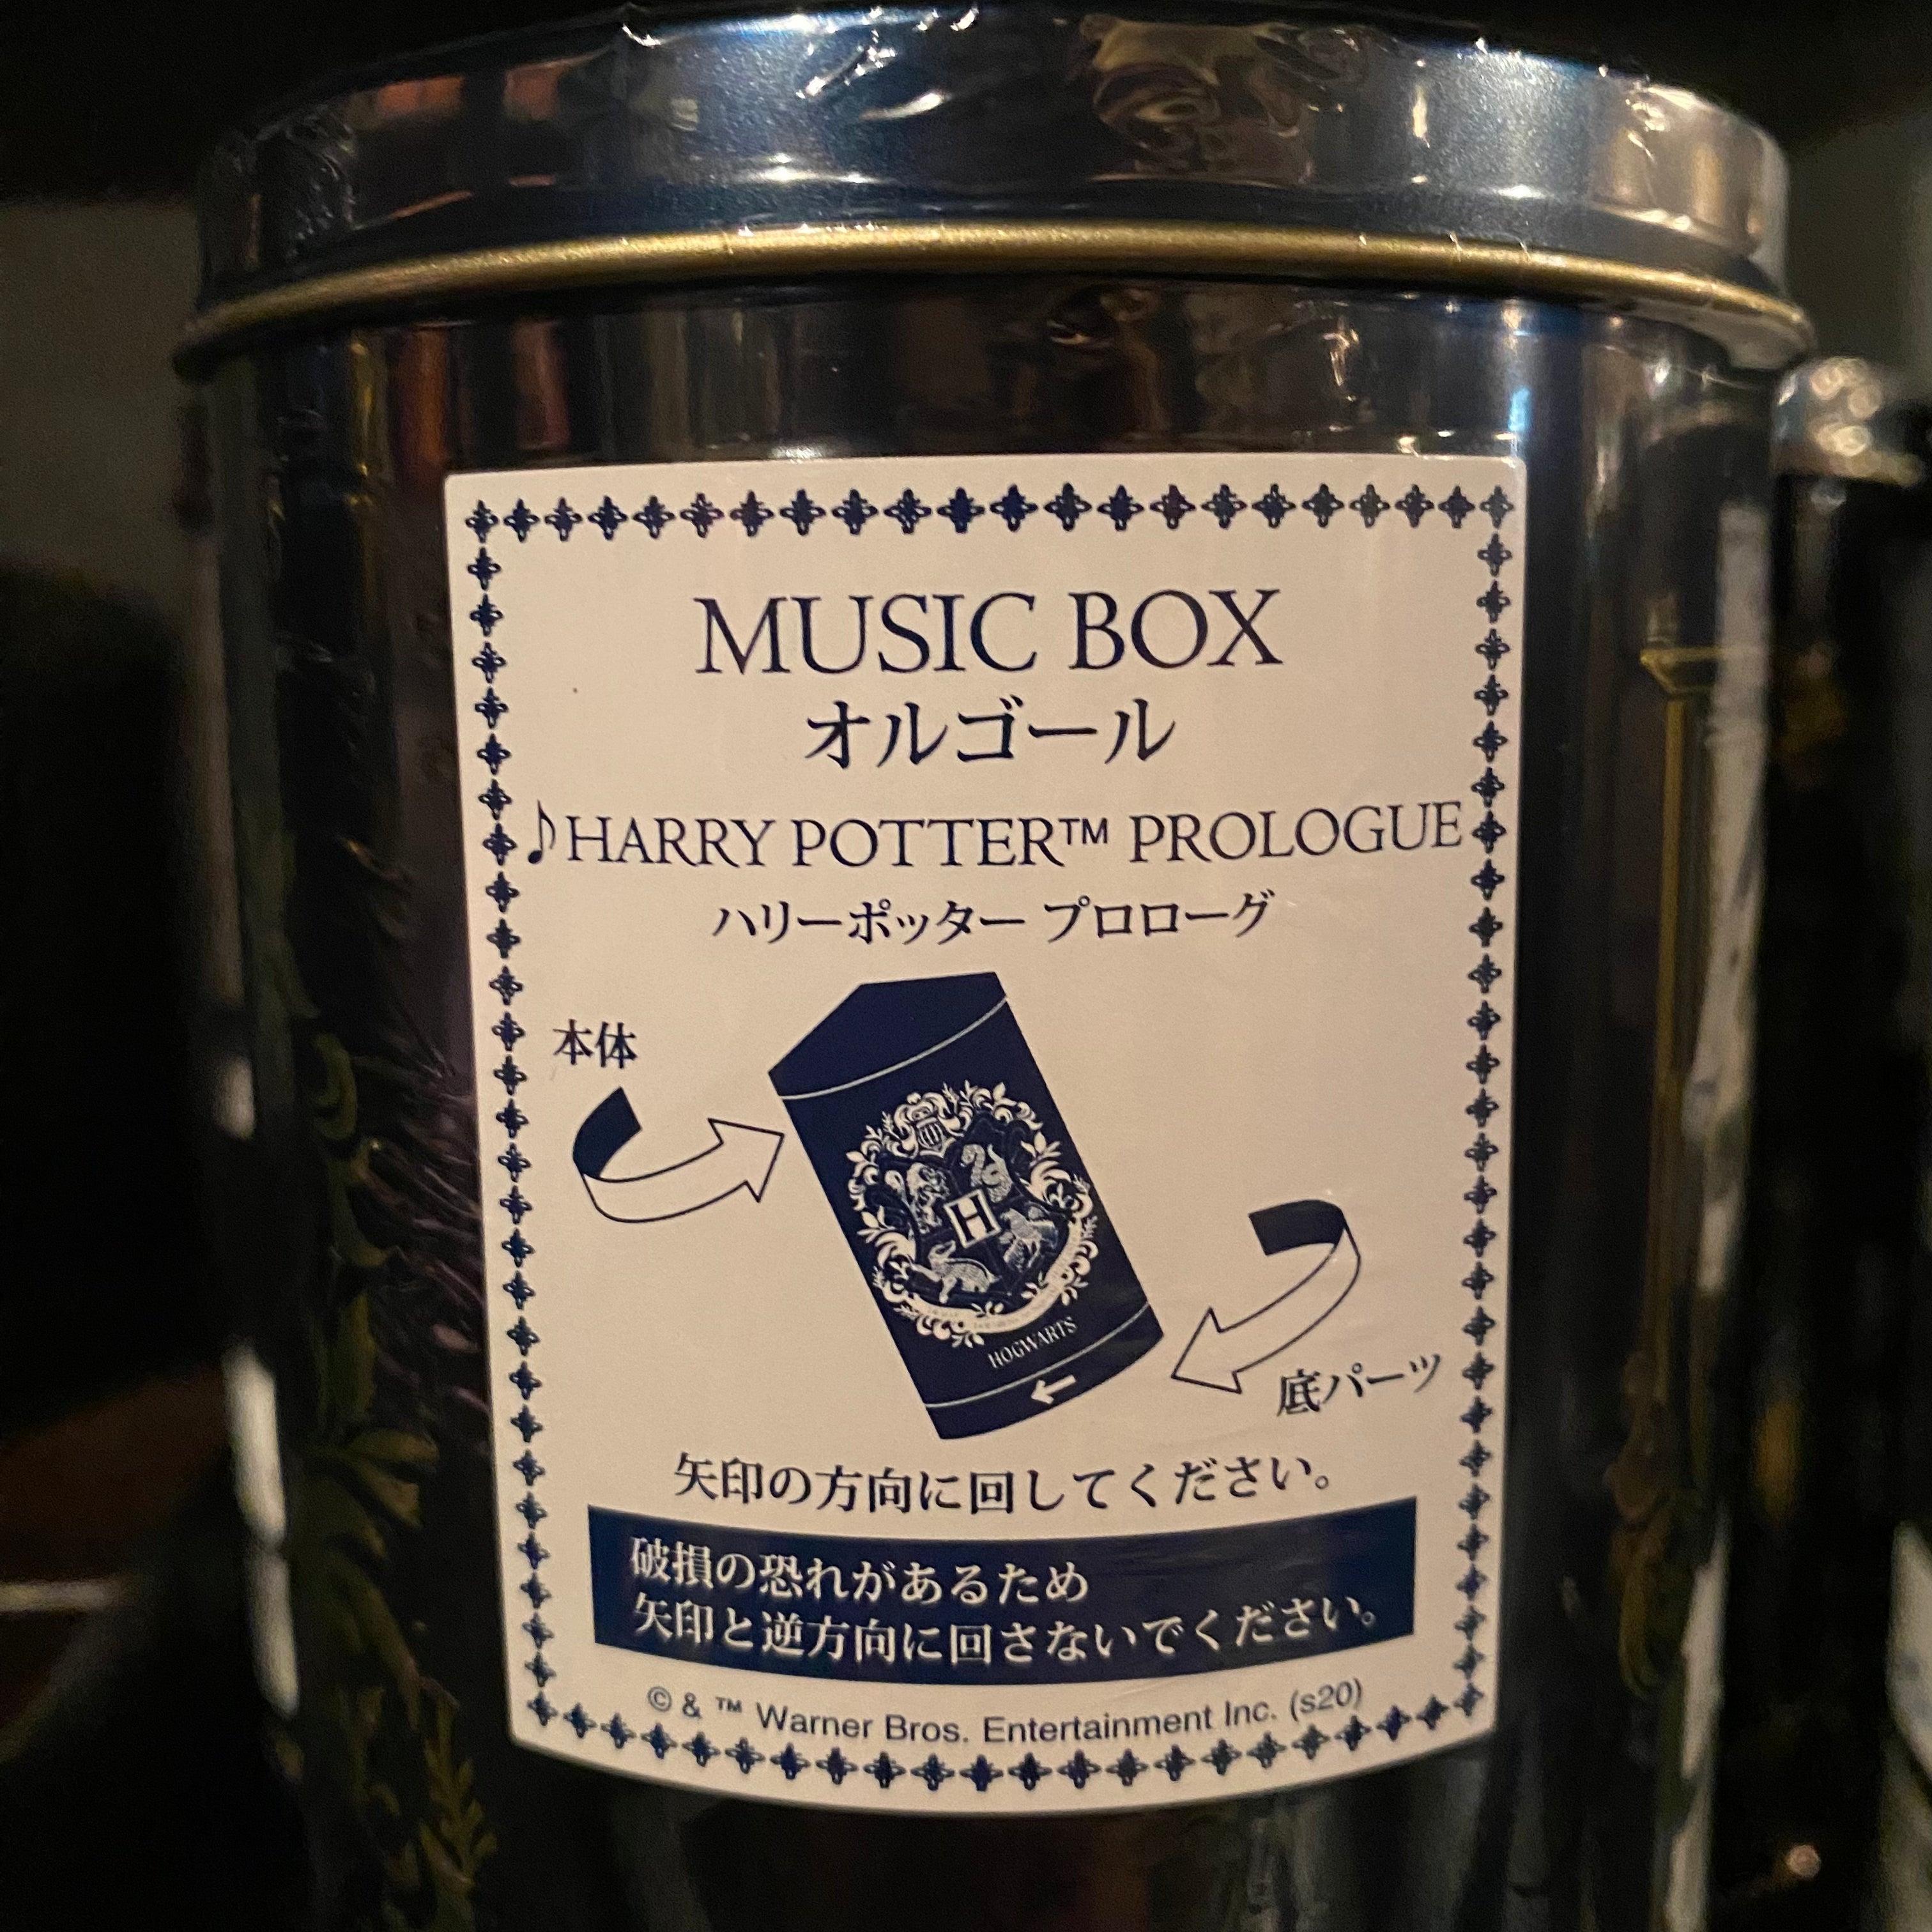 MUSIC BOX
オルゴール
♪HARRY POTTER™ PROLOGUE
ハリーポッター プロローグ
本体
H
HOGWARTS
底パーツ
矢印の方向に回してください。
破損の恐れがあるため
矢印と逆方向に回さないでください。
© & ™ Warner Bros. Entertainment Inc. (s20)